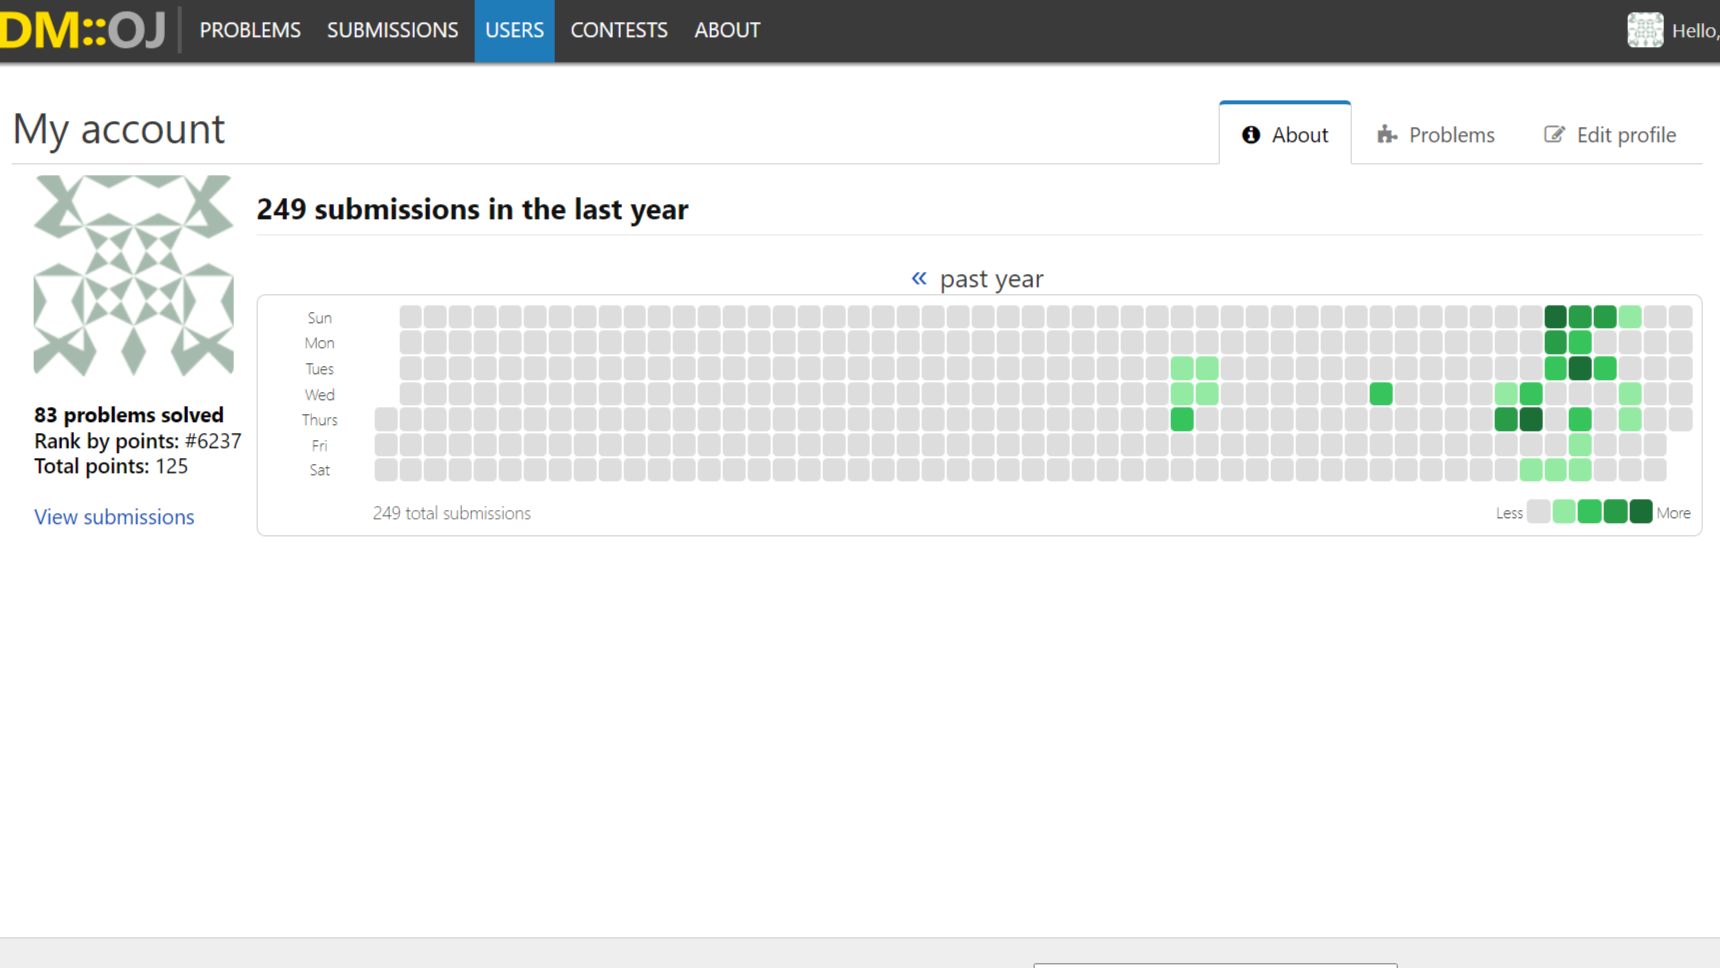 DM::OJ PROBLEMS SUBMISSIONS USERS CONTESTS ABOUT Hello,
My account
About Problems Edit profile
249 submissions in the last year
« past year
Sun
Mon
Tues
Wed
Thurs
Fri
Sat
249 total submissions
Less More
83 problems solved
Rank by points: #6237
Total points: 125
View submissions